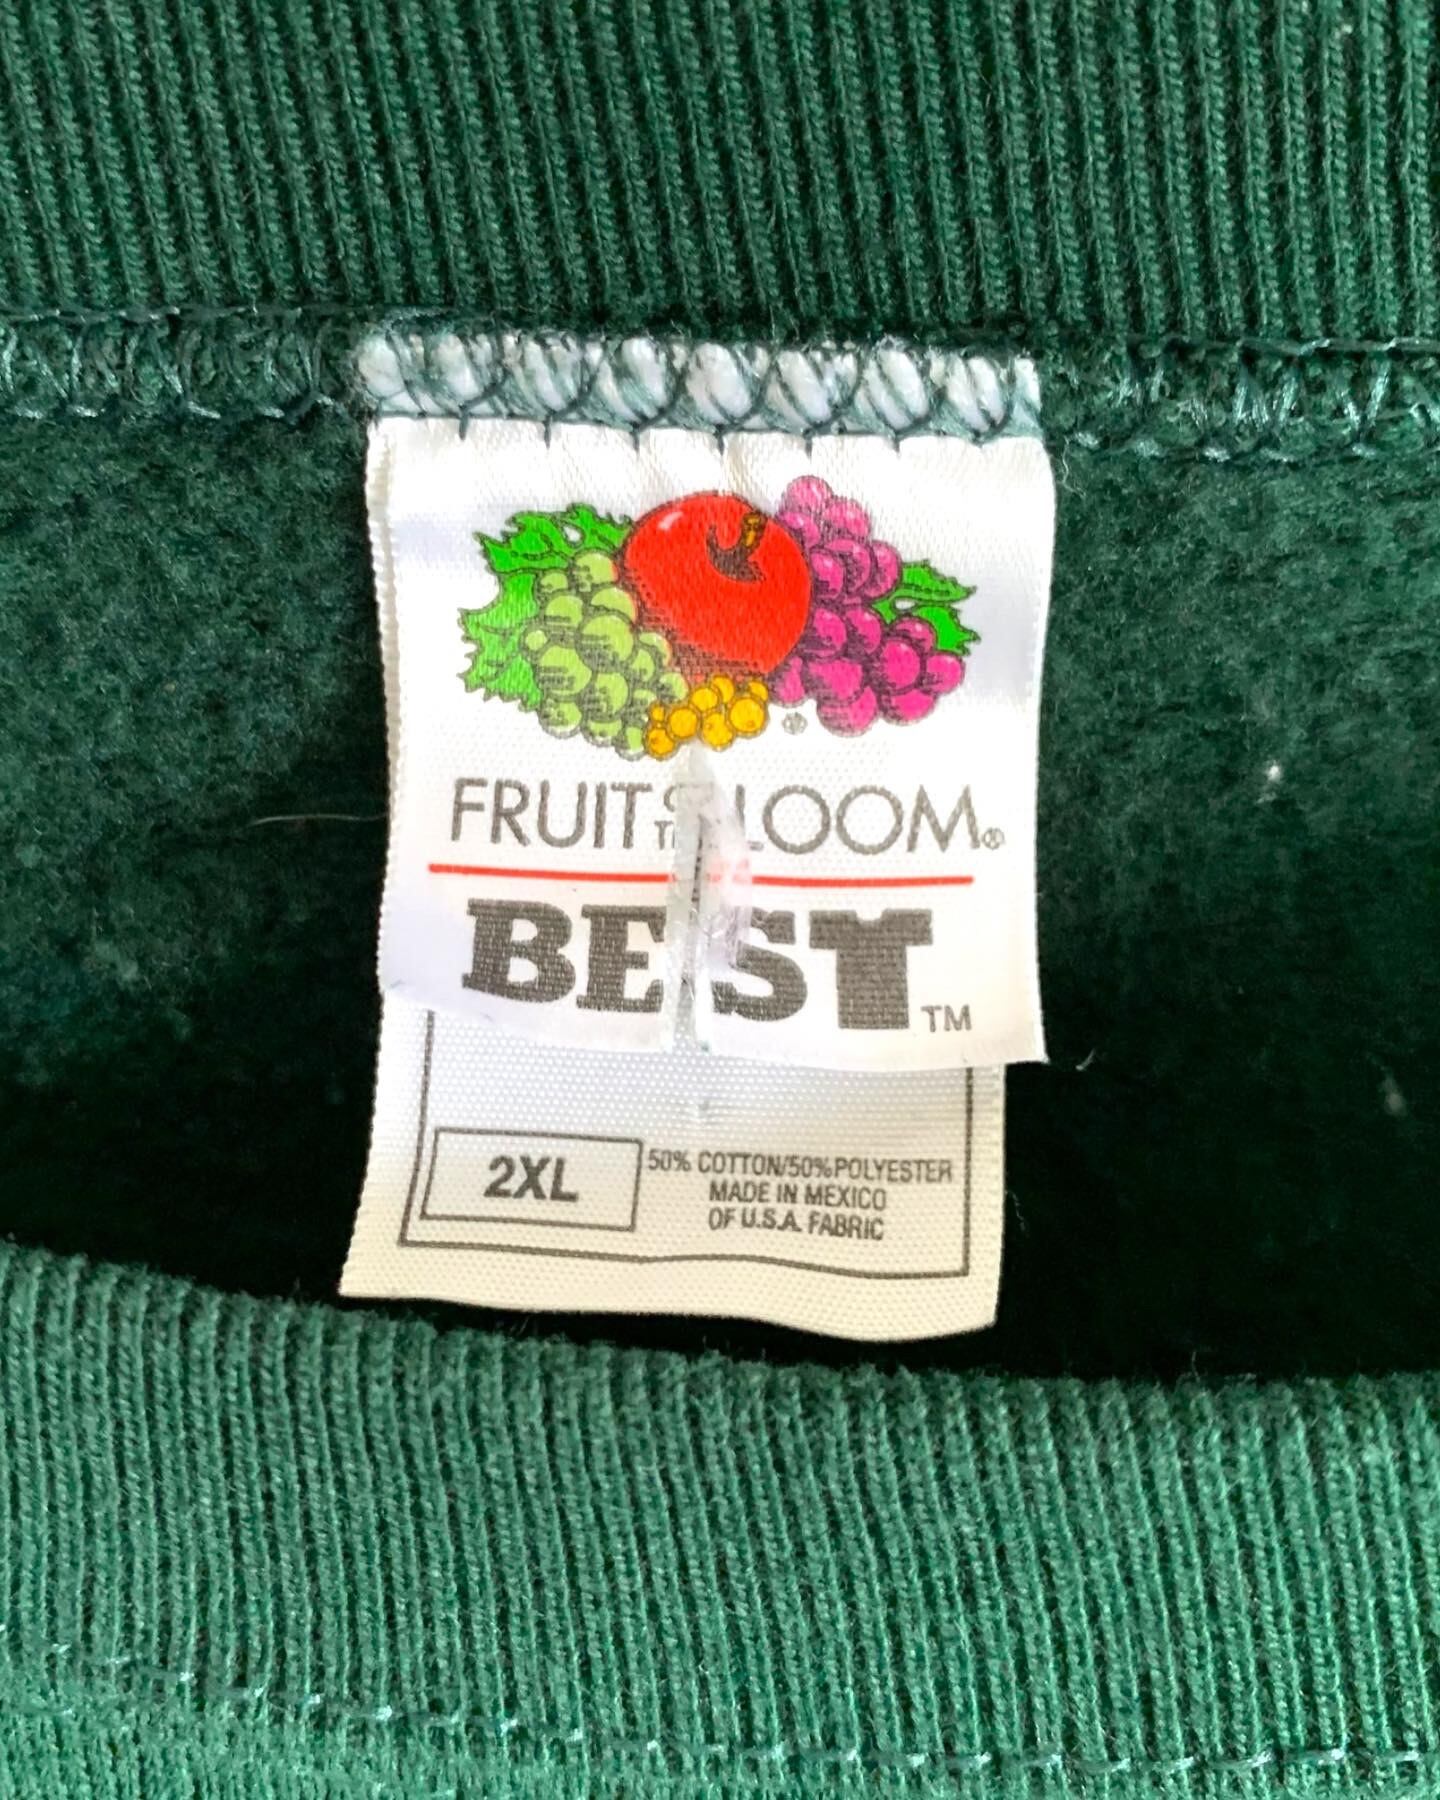 FRUIT OF THE LOOM®
BEST™
2XL
50% COTTON/50% POLYESTER
MADE IN MEXICO
OF U.S.A. FABRIC